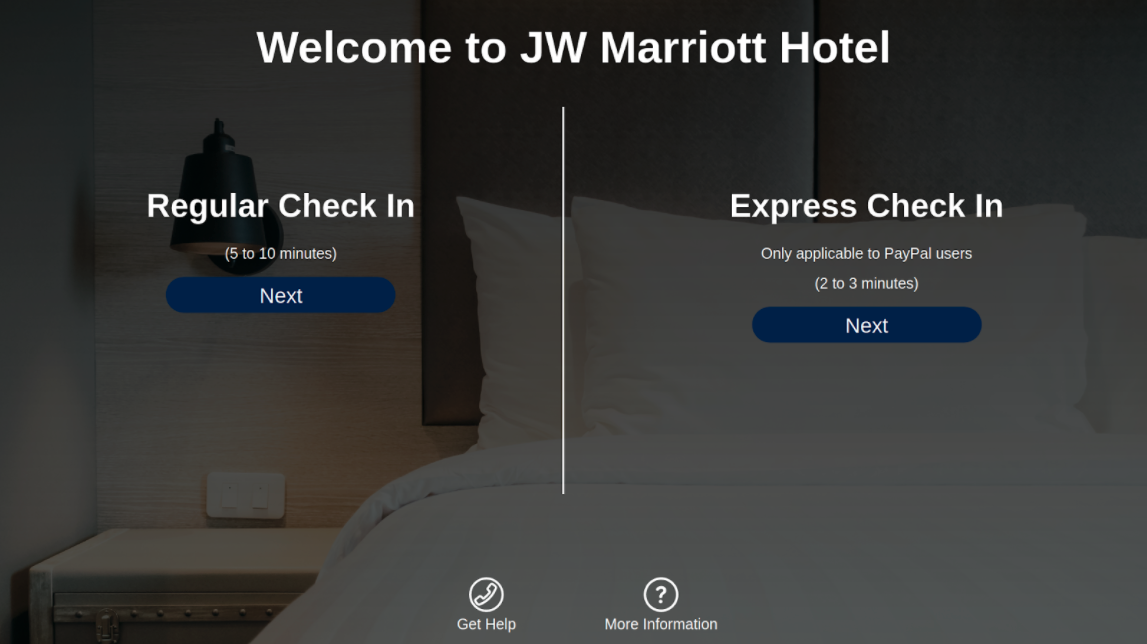 Welcome to JW Marriott Hotel
Regular Check In
(5 to 10 minutes)
Next
Express Check In
Only applicable to PayPal users
(2 to 3 minutes)
Next
Get Help
More Information